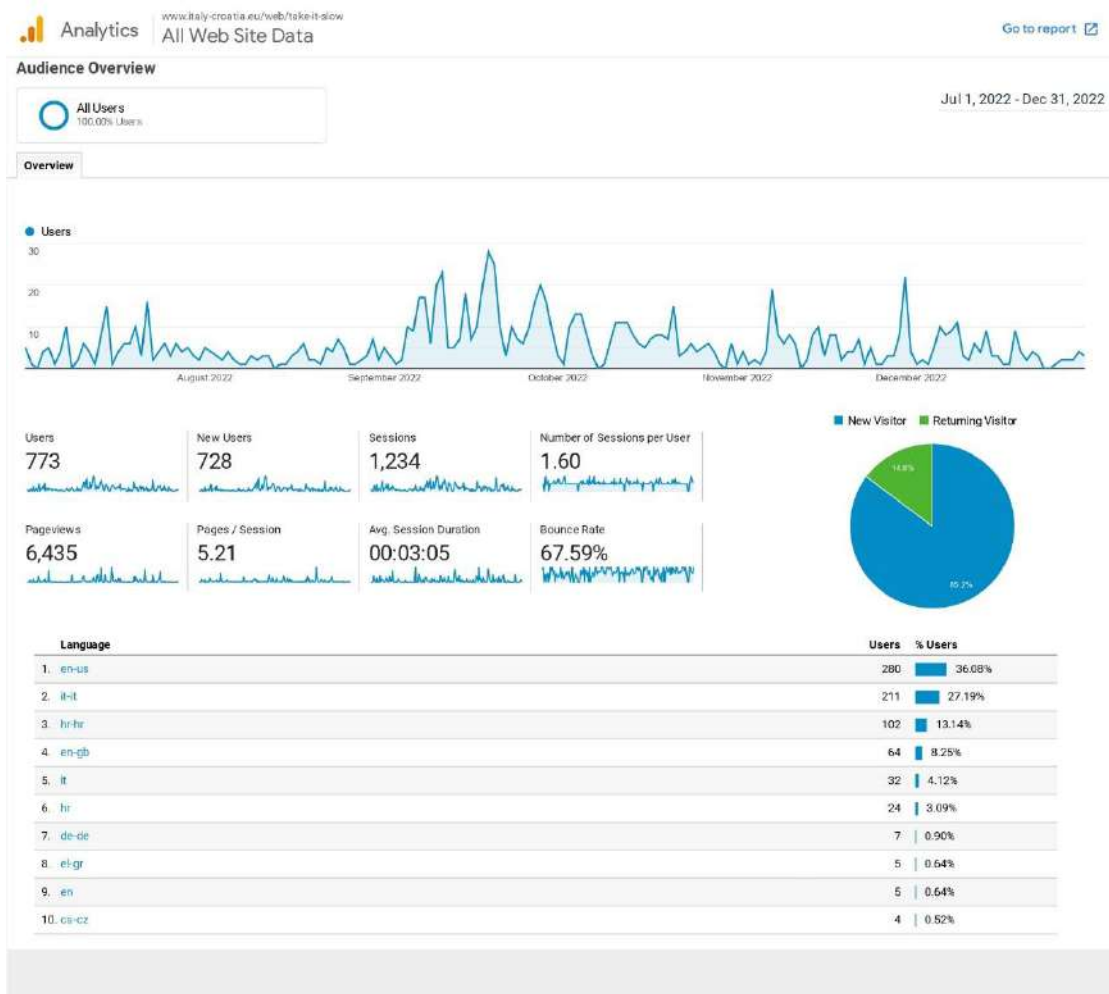 Analytics
www.italy-croatia.eu/web/take-it-slow
All Web Site Data
Go to report
Audience Overview
All Users
100.00% Users
Jul 1, 2022 - Dec 31, 2022
Overview
Users
30
20
10
August 2022 September 2022 October 2022 November 2022 December 2022
New Visitor Returning Visitor
Users New Users Sessions Number of Sessions per User
773 728 1,234 1.60
Pageviews Pages / Session Avg. Session Duration Bounce Rate
6,435 5.21 00:03:05 67.59%
14.8%
85.2%
Language Users % Users
1. en-us 280 36.08%
2. it-it 211 27.19%
3. hr-hr 102 13.14%
4. en-gb 64 8.25%
5. it 32 4.12%
6. hr 24 3.09%
7. de-de 7 0.90%
8. el-gr 5 0.64%
9. en 5 0.64%
10. cs-cz 4 0.52%